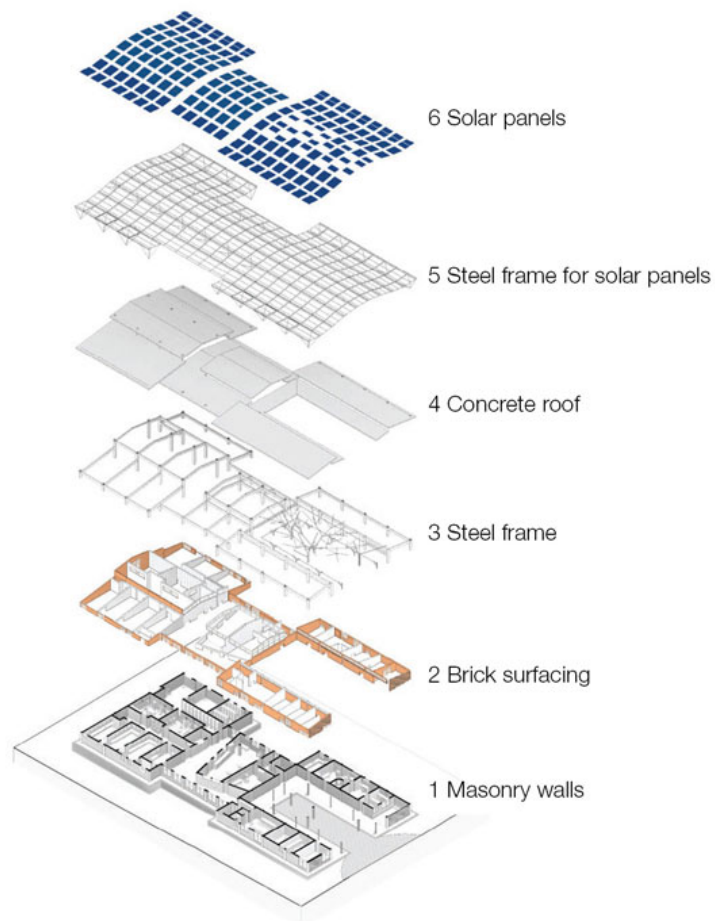 6 Solar panels
5 Steel frame for solar panels
4 Concrete roof
3 Steel frame
2 Brick surfacing
1 Masonry walls